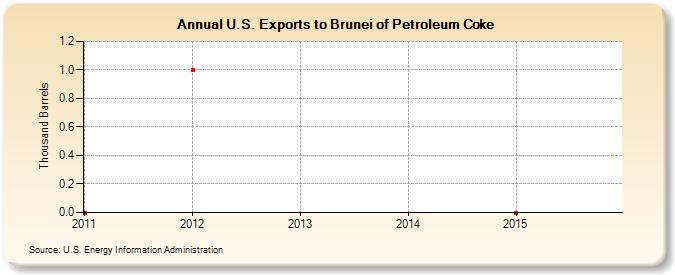 Annual U.S. Exports to Brunei of Petroleum Coke
Thousand Barrels
1.2
1.0
0.8
0.6
0.4
0.2
0.0
2011 2012 2013 2014 2015
Source: U.S. Energy Information Administration